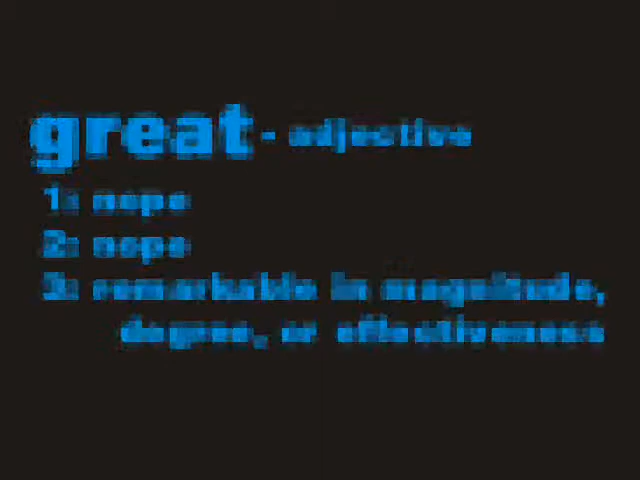 great - adjective
1: nope
2: nope
3: remarkable in magnitude,
degree, or effectiveness